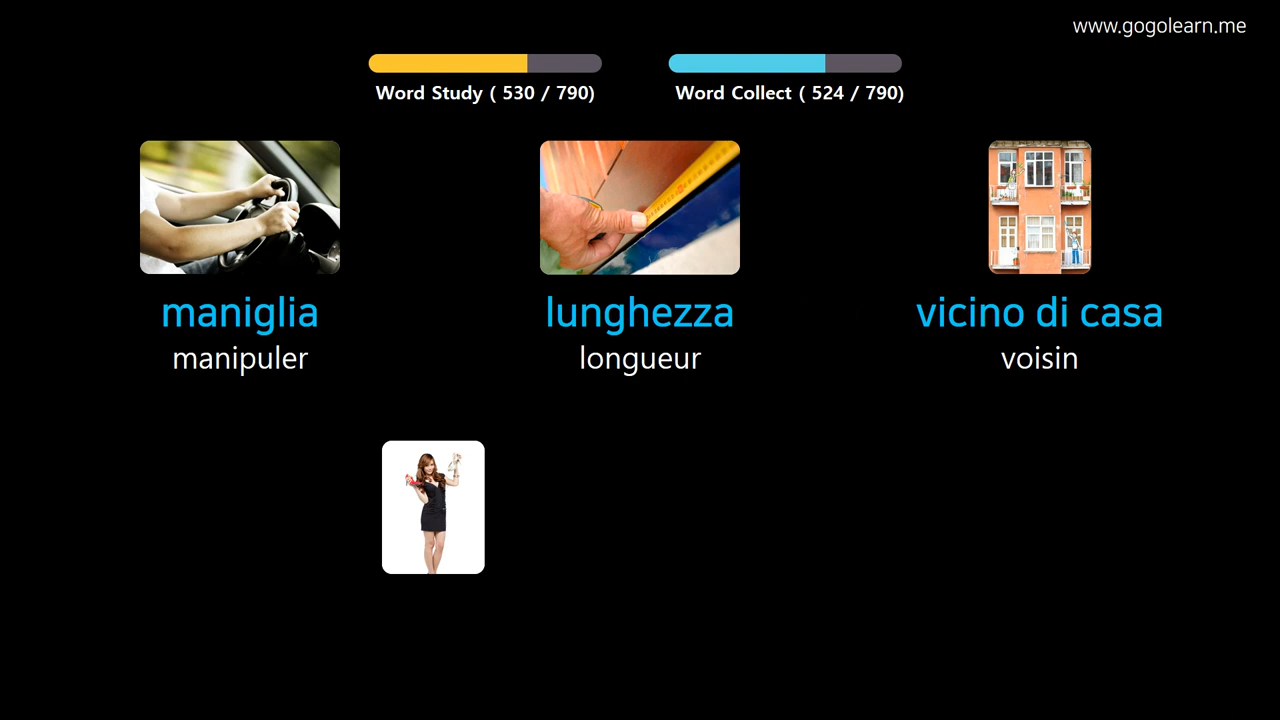 www.gogolearn.me
Word Study ( 530 / 790)
Word Collect ( 524 / 790)
maniglia
manipuler
lunghezza
longueur
vicino di casa
voisin